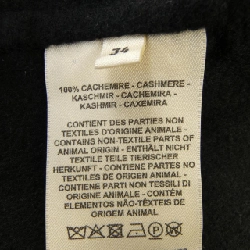 34
100% CACHEMIRE - CASHMERE -
KASCHMIR - CACHEMIRA -
KASHMIR - CAXEMIRA
CONTIENT DES PARTIES NON
TEXTILES D'ORIGINE ANIMALE -
CONTAINS NON-TEXTILE PARTS OF
ANIMAL ORIGIN - ENTHÄLT NICHT
TEXTILE TEILE TIERISCHER
HERKUNFT - CONTIENE PARTES NO
TEXTILES DE ORIGEN ANIMAL -
CONTIENE PARTI NON TESSILI DI
ORIGINE ANIMALE - CONTÉM
ELEMENTOS NÃO-TÊXTEIS DE
ORIGEM ANIMAL